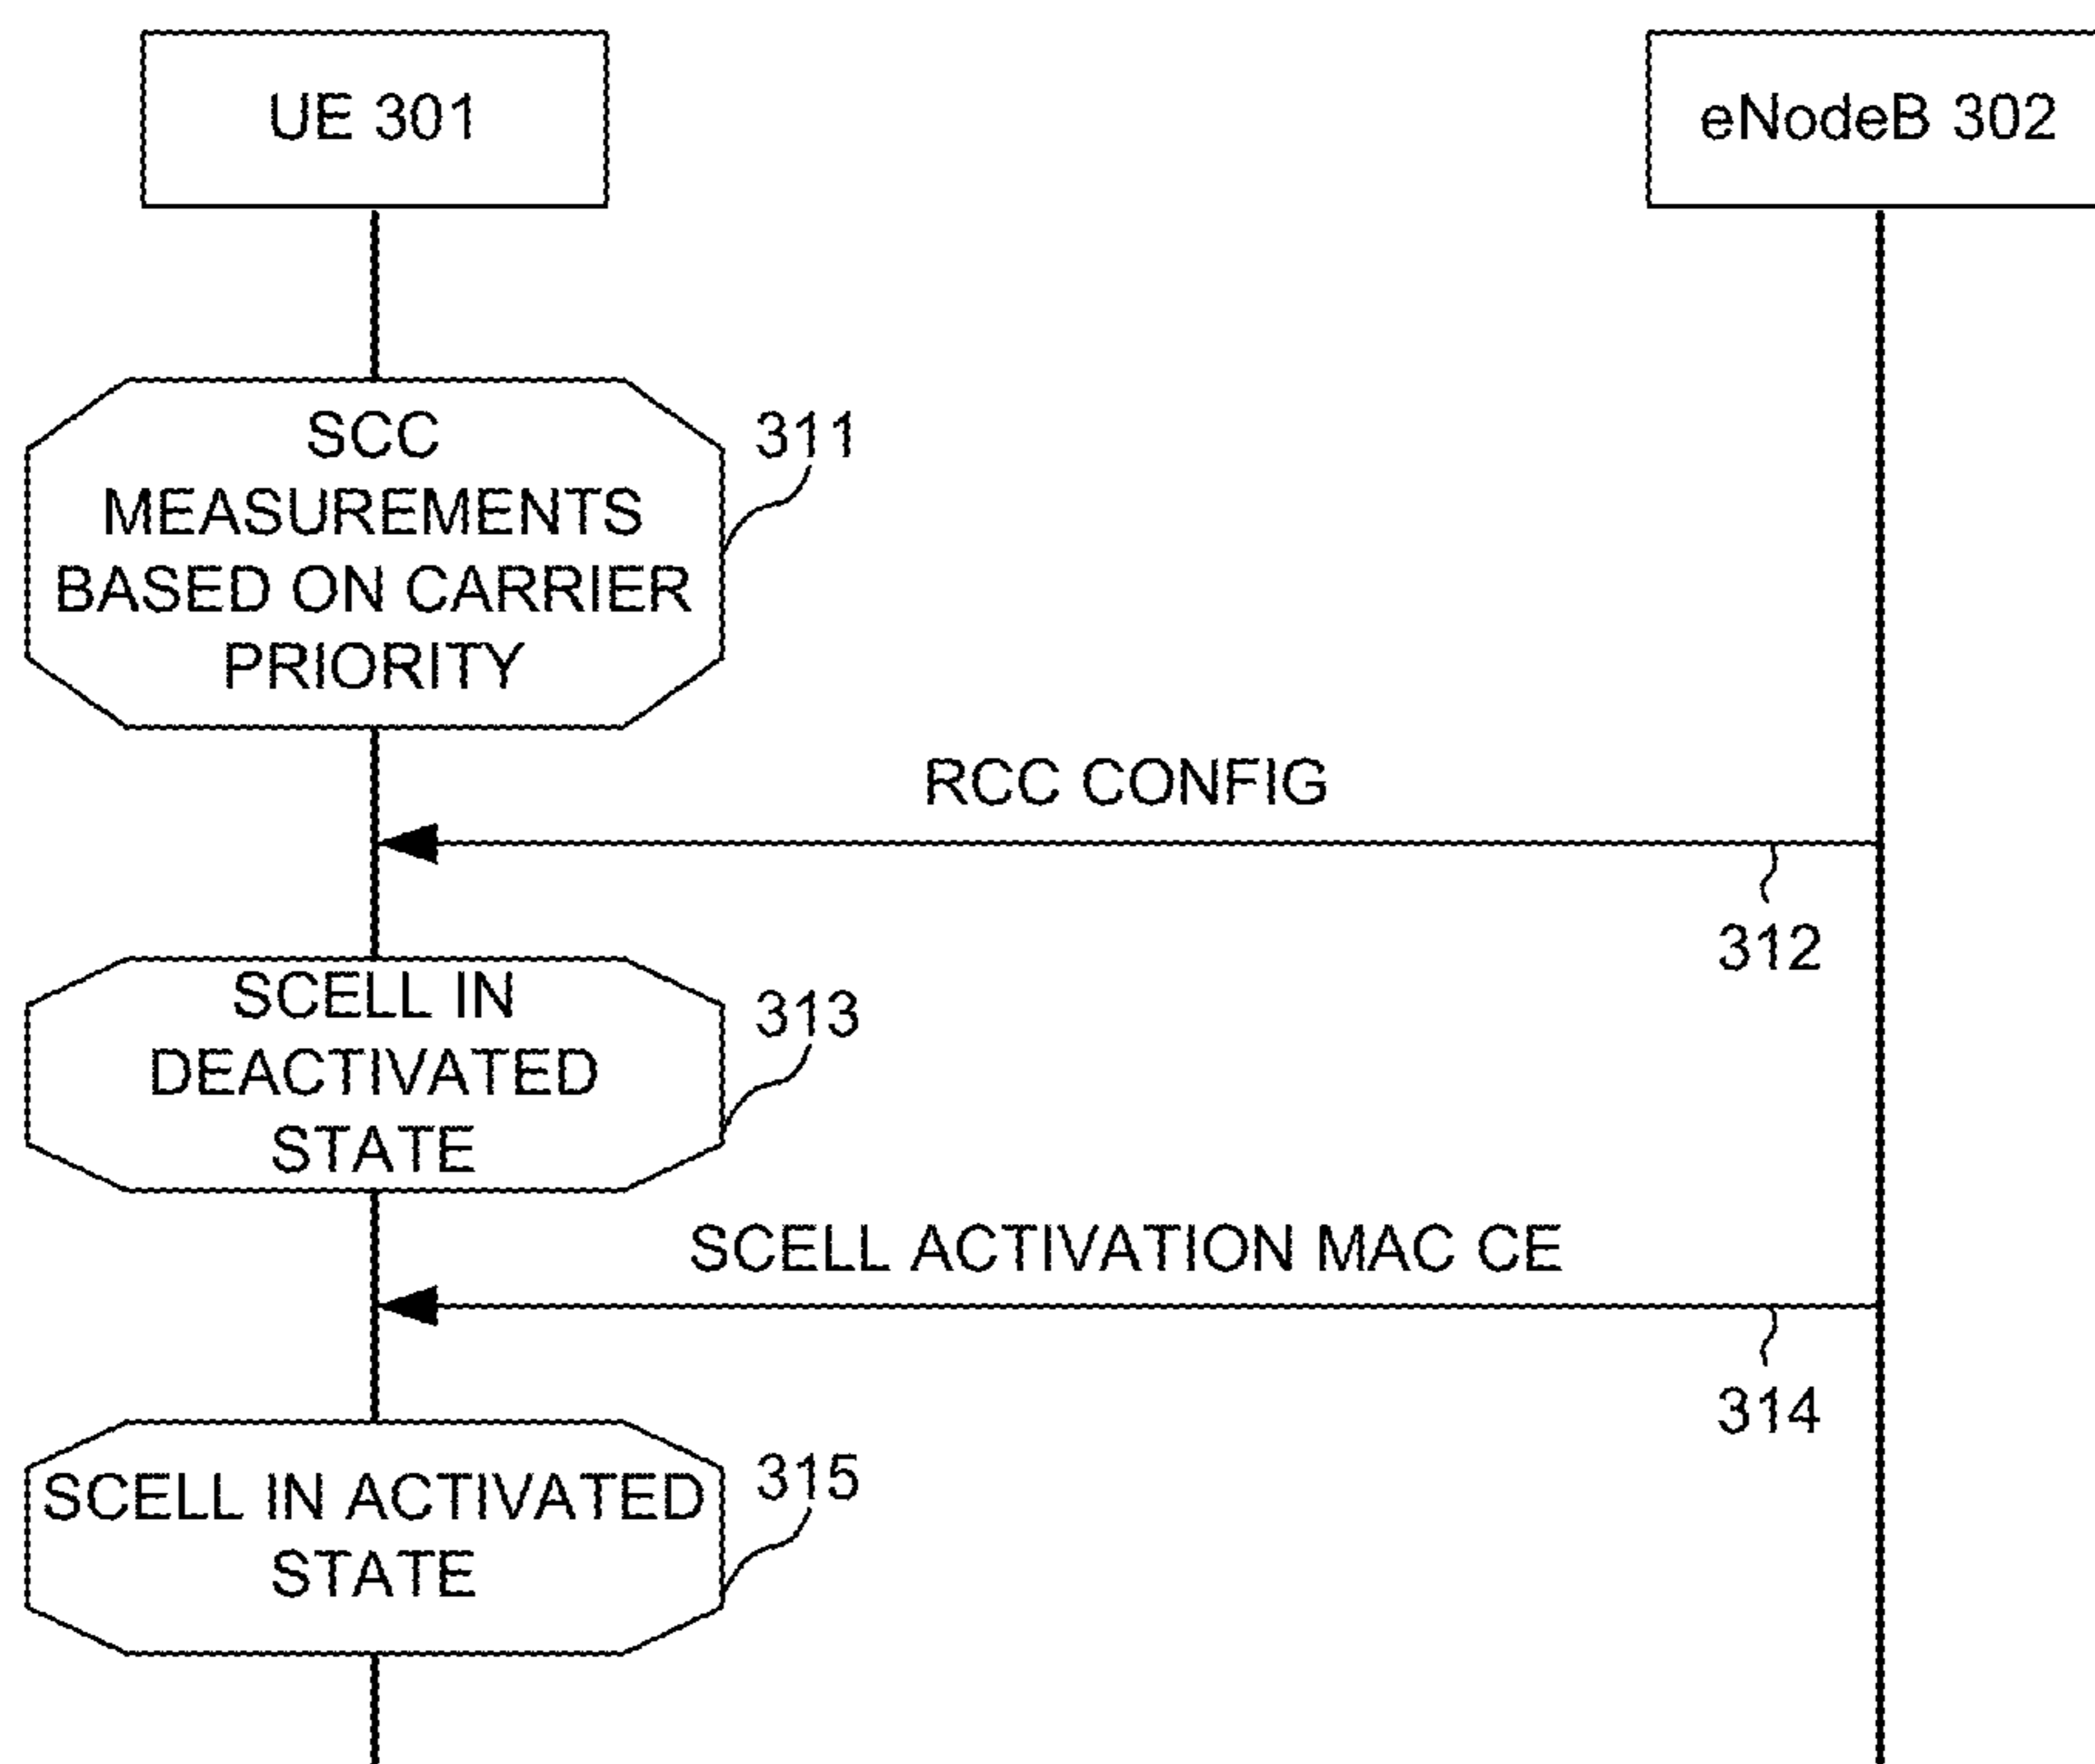 UE 301
eNodeB 302
SCC
MEASUREMENTS
BASED ON CARRIER
PRIORITY
311
RCC CONFIG
312
SCELL IN
DEACTIVATED
STATE
313
SCELL ACTIVATION MAC CE
314
SCELL IN ACTIVATED
STATE
315